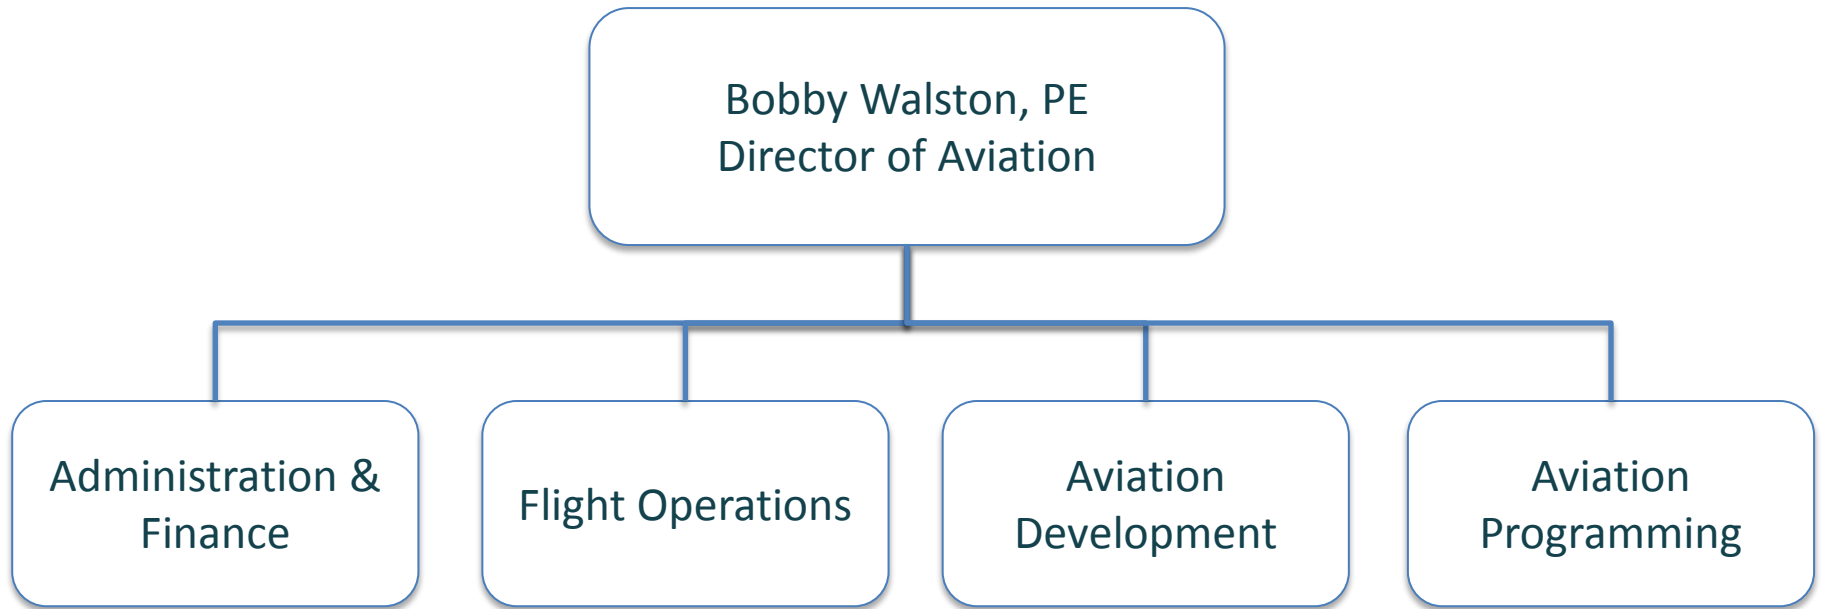 Bobby Walston, PE
Director of Aviation
Administration &
Finance
Flight Operations
Aviation
Development
Aviation
Programming